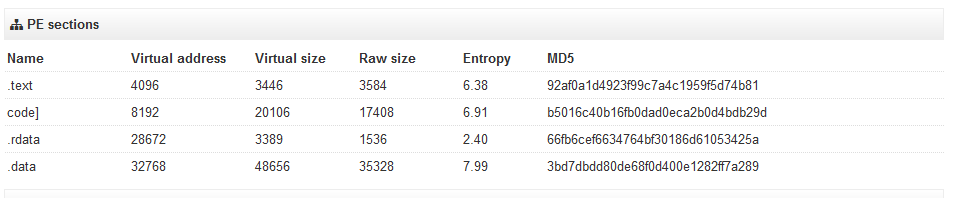 PE sections
Name Virtual address Virtual size Raw size Entropy MD5
.text 4096 3446 3584 6.38 92af0a1d4923f99c7a4c1959f5d74b81
code] 8192 20106 17408 6.91 b5016c40b16fb0dad0eca2b0d4bdb29d
.rdata 28672 3389 1536 2.40 66fb6cef6634764bf30186d61053425a
.data 32768 48656 35328 7.99 3bd7dbdd80de68f0d400e1282ff7a289